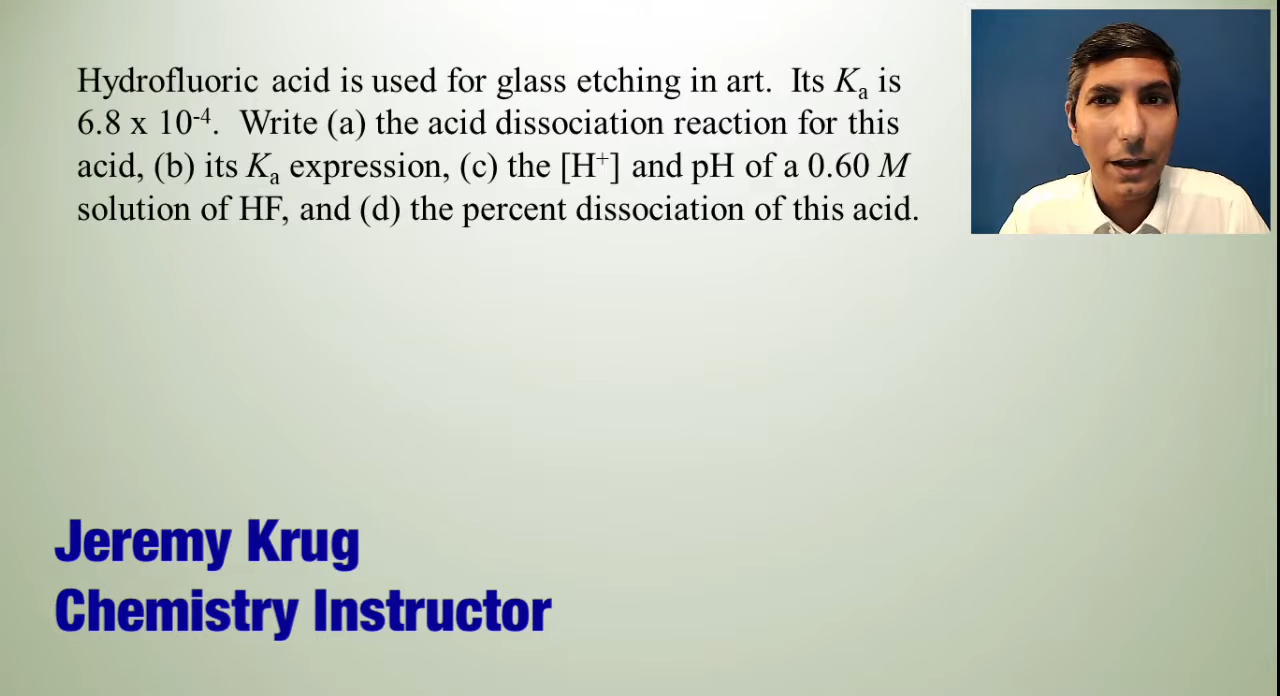 Hydrofluoric acid is used for glass etching in art.  Its Kₐ is
6.8 x 10⁻⁴.  Write (a) the acid dissociation reaction for this
acid, (b) its Kₐ expression, (c) the [H⁺] and pH of a 0.60 M
solution of HF, and (d) the percent dissociation of this acid.
Jeremy Krug
Chemistry Instructor